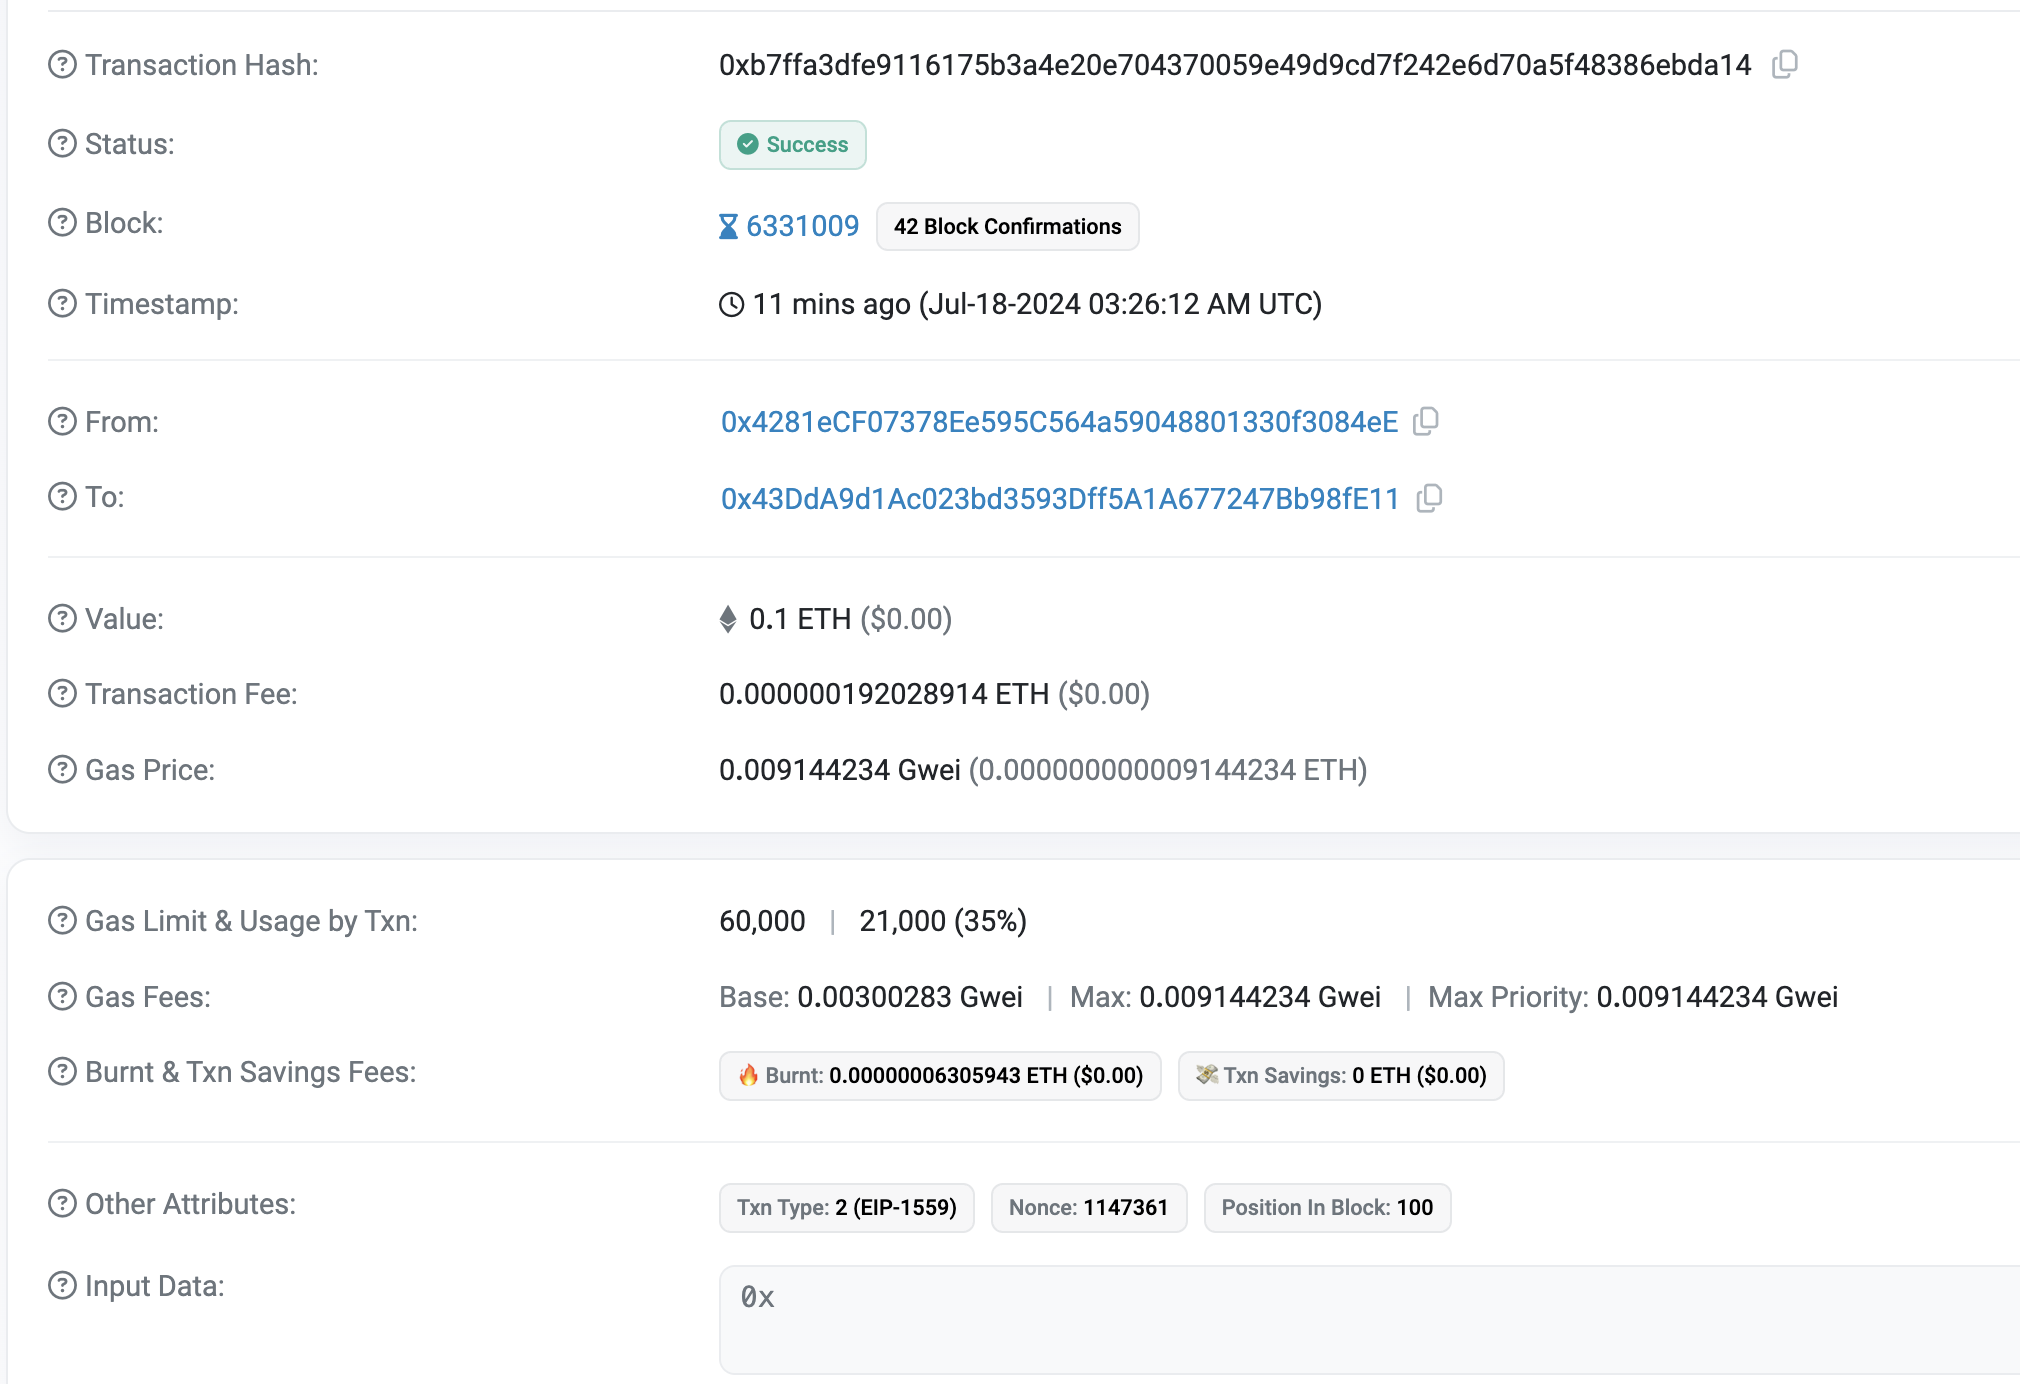 Transaction Hash: 0xb7ffa3dfe9116175b3a4e20e704370059e49d9cd7f242e6d70a5f48386ebda14
Status: Success
Block: 6331009 42 Block Confirmations
Timestamp: 11 mins ago (Jul-18-2024 03:26:12 AM UTC)
From: 0x4281eCF07378Ee595C564a59048801330f3084eE
To: 0x43DdA9d1Ac023bd3593Dff5A1A677247Bb98fE11
Value: 0.1 ETH ($0.00)
Transaction Fee: 0.000000192028914 ETH ($0.00)
Gas Price: 0.009144234 Gwei (0.000000000009144234 ETH)
Gas Limit & Usage by Txn: 60,000 | 21,000 (35%)
Gas Fees: Base: 0.00300283 Gwei | Max: 0.009144234 Gwei | Max Priority: 0.009144234 Gwei
Burnt & Txn Savings Fees: 🔥 Burnt: 0.00000006305943 ETH ($0.00) 💸 Txn Savings: 0 ETH ($0.00)
Other Attributes: Txn Type: 2 (EIP-1559) Nonce: 1147361 Position In Block: 100
Input Data: 0x